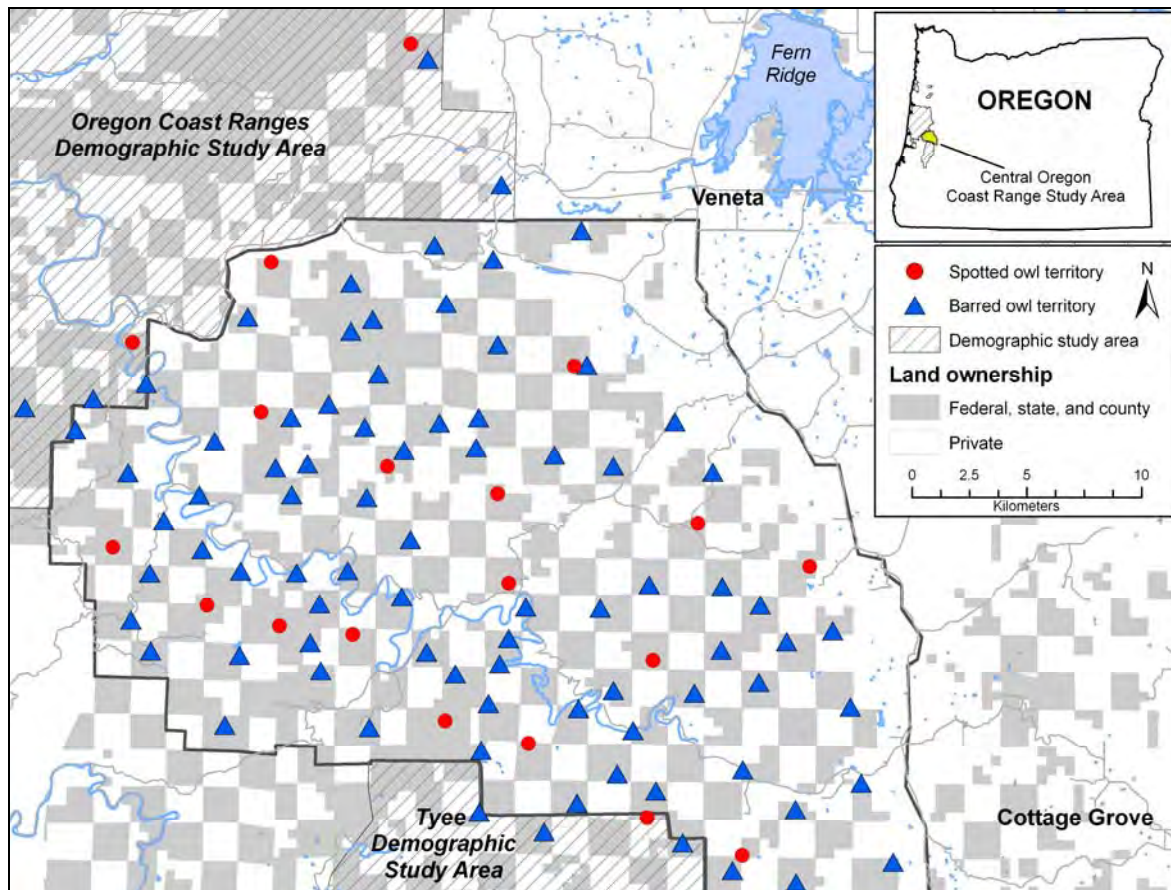 Oregon Coast Ranges
Demographic Study Area
Fern
Ridge
Veneta
OREGON
Central Oregon
Coast Range Study Area
Spotted owl territory
Barred owl territory
Demographic study area
Land ownership
Federal, state, and county
Private
N
0 2.5 5 10
Kilometers
Tyee
Demographic
Study Area
Cottage Grove